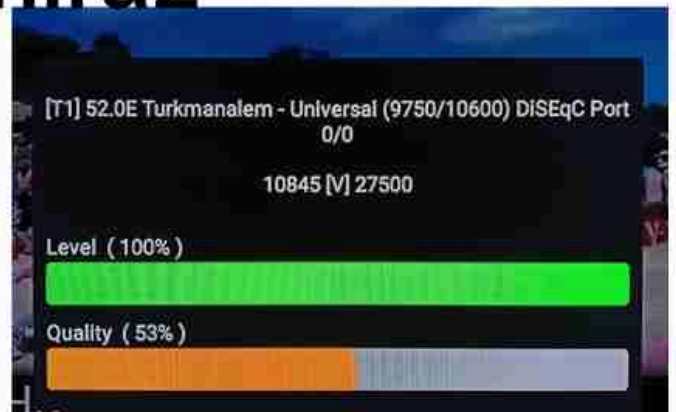 [T1] 52.0E Turkmanalem - Universal (9750/10600) DiSEqC Port
0/0
10845 [V] 27500
Level ( 100% )
Quality ( 53% )